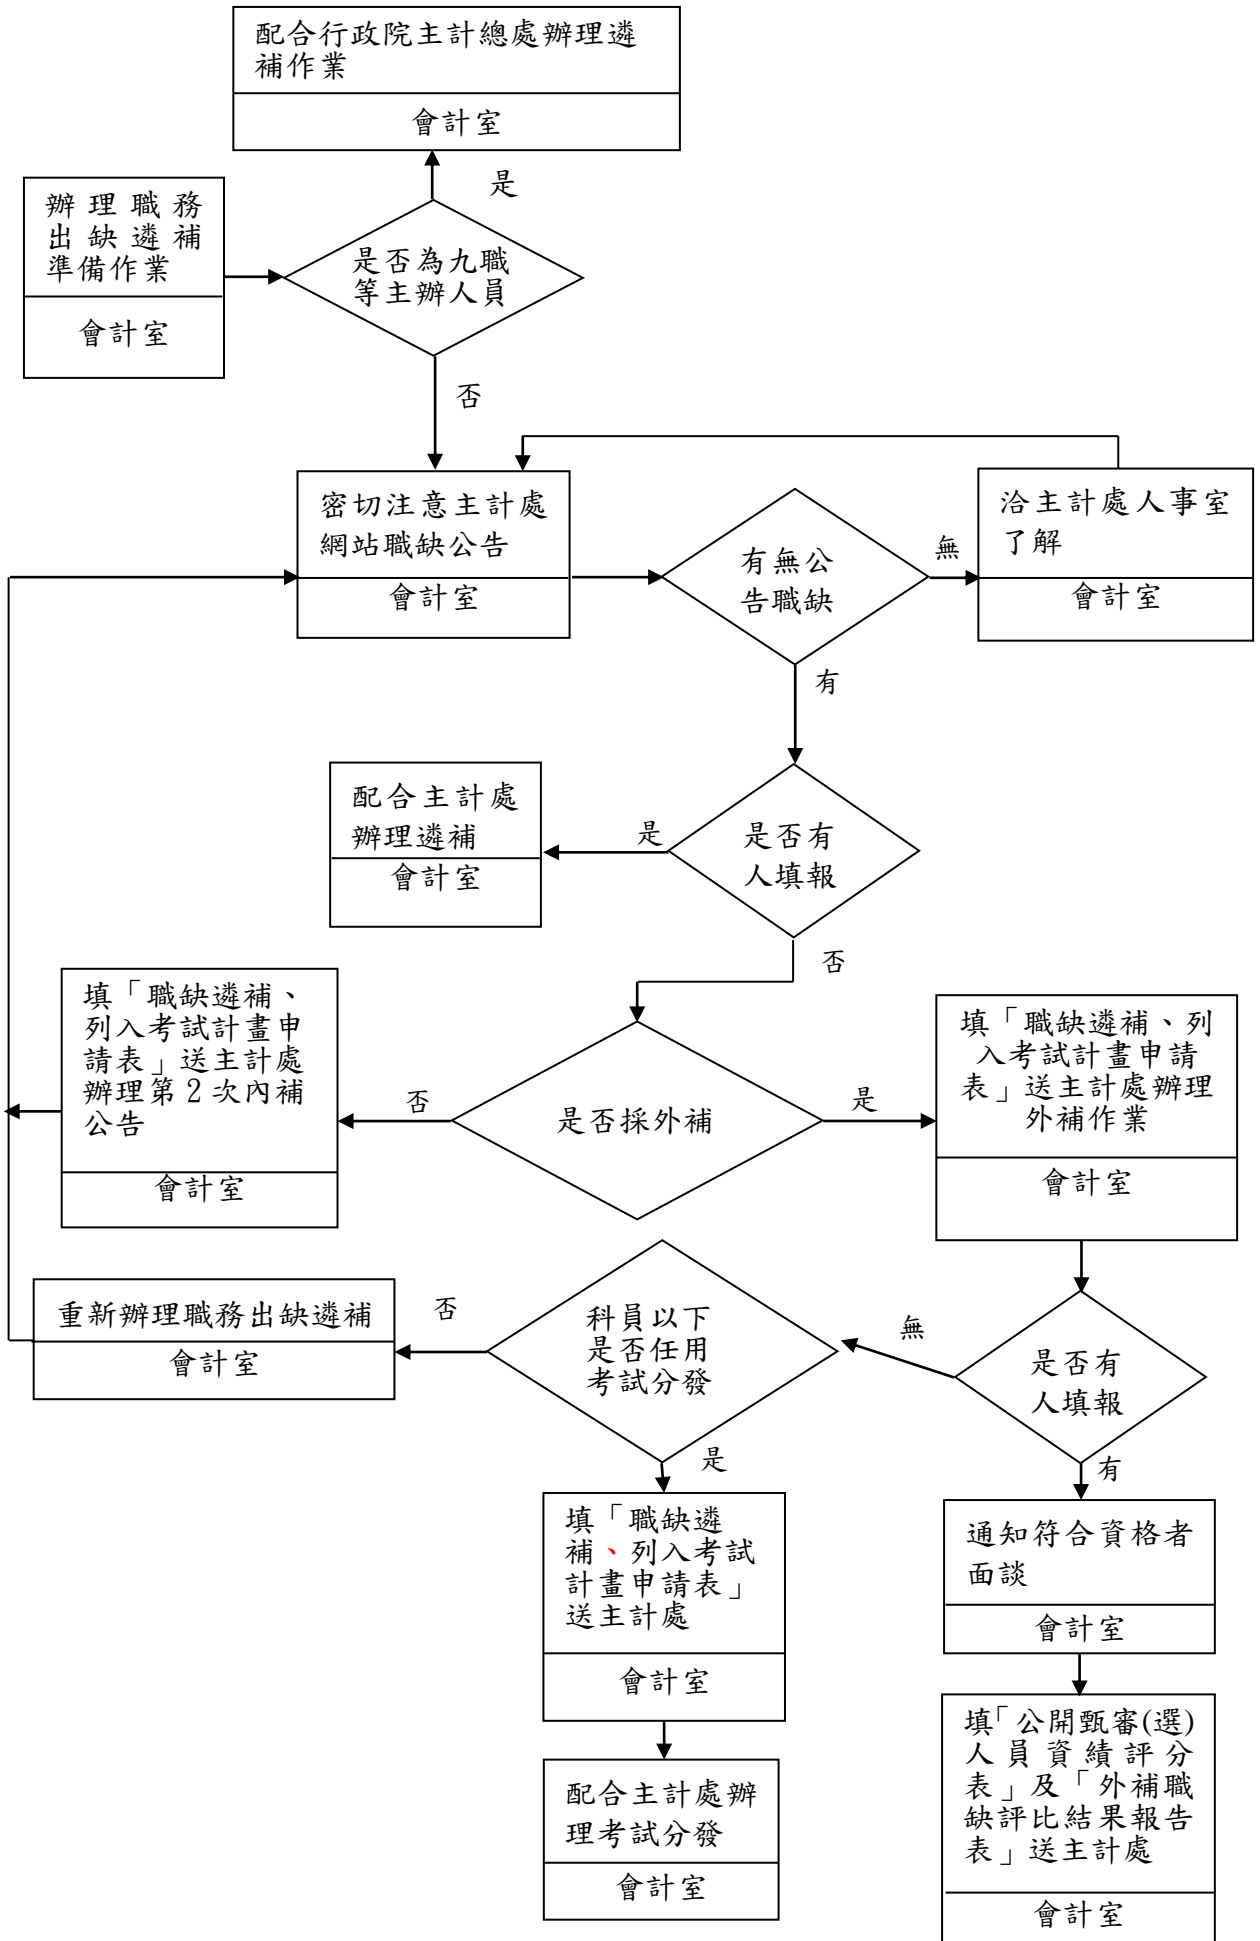 配合行政院主計總處辦理遴
補作業
會計室
是
辦理職務
出缺遴補
準備作業
會計室
是否為九職
等主辦人員
否
密切注意主計處
網站職缺公告
會計室
有無公
告職缺
無
洽主計處人事室
了解
會計室
有
配合主計處
辦理遴補
會計室
是
是否有
人填報
否
填「職缺遴補、
列入考試計畫申
請表」送主計處
辦理第2次內補
公告
會計室
否
是否採外補
是
填「職缺遴補、列
入考試計畫申請
表」送主計處辦理
外補作業
會計室
重新辦理職務出缺遴補
會計室
否
科員以下
是否任用
考試分發
無
是否有
人填報
是
有
填「職缺遴
補、列入考試
計畫申請表」
送主計處
會計室
通知符合資格者
面談
會計室
配合主計處辦
理考試分發
會計室
填「公開甄審(選)
人員資績評分
表」及「外補職
缺評比結果報告
表」送主計處
會計室